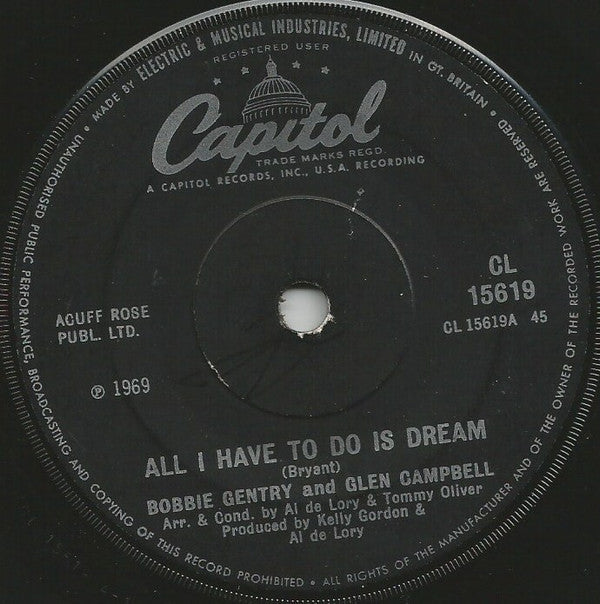 MADE BY ELECTRIC & MUSICAL INDUSTRIES, LIMITED IN GT. BRITAIN • ALL RIGHTS OF THE MANUFACTURER AND OF THE OWNER OF THE RECORDED WORK ARE RESERVED
UNAUTHORISED PUBLIC PERFORMANCE, BROADCASTING AND COPYING OF THIS RECORD PROHIBITED •
REGISTERED USER
Capitol
TRADE MARKS REGD.
A CAPITOL RECORDS, INC., U.S.A. RECORDING
CL
15619
CL 15619A 45
ACUFF ROSE
PUBL. LTD.
℗ 1969
ALL I HAVE TO DO IS DREAM
(Bryant)
BOBBIE GENTRY and GLEN CAMPBELL
Arr. & Cond. by Al de Lory & Tommy Oliver
Produced by Kelly Gordon &
Al de Lory